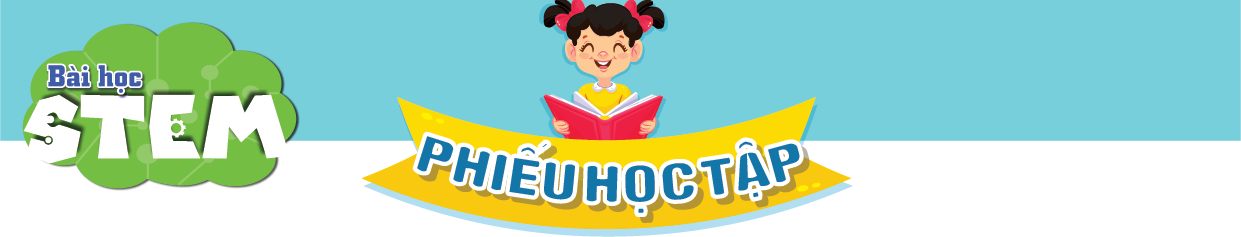 Bài học
STEM
PHIẾU HỌC TẬP